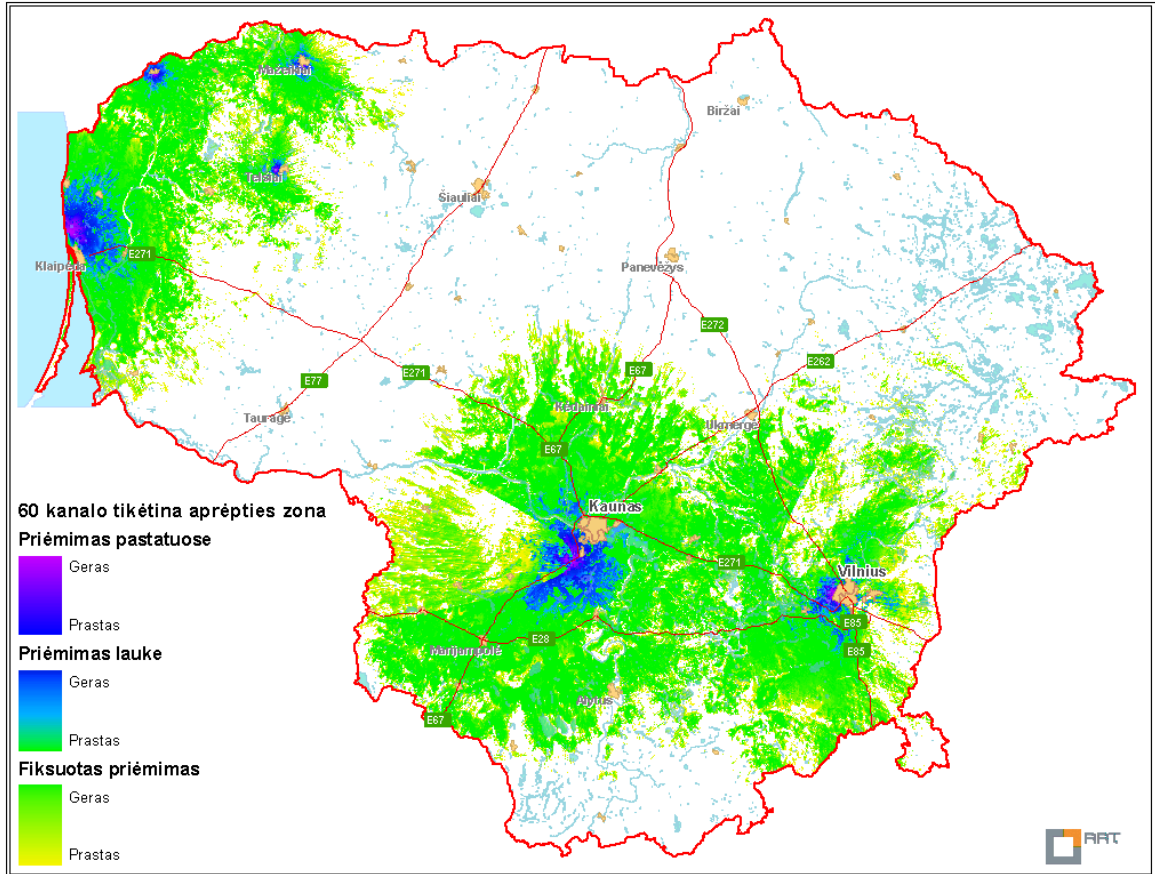 Mažeikiai
Biržai
Telšiai
Šiauliai
Klaipėda
E271
Panevėžys
E272
E262
E77
E271
E67
Tauragė
Kėdainiai
Ukmergė
E67
60 kanalo tikėtina aprėpties zona
Priėmimas pastatuose
Geras
Prastas
Priėmimas lauke
Geras
Prastas
Fiksuotas priėmimas
Geras
Prastas
Kaunas
E271
Vilnius
E85
E28
Marijampolė
E85
Alytus
E67
RRT